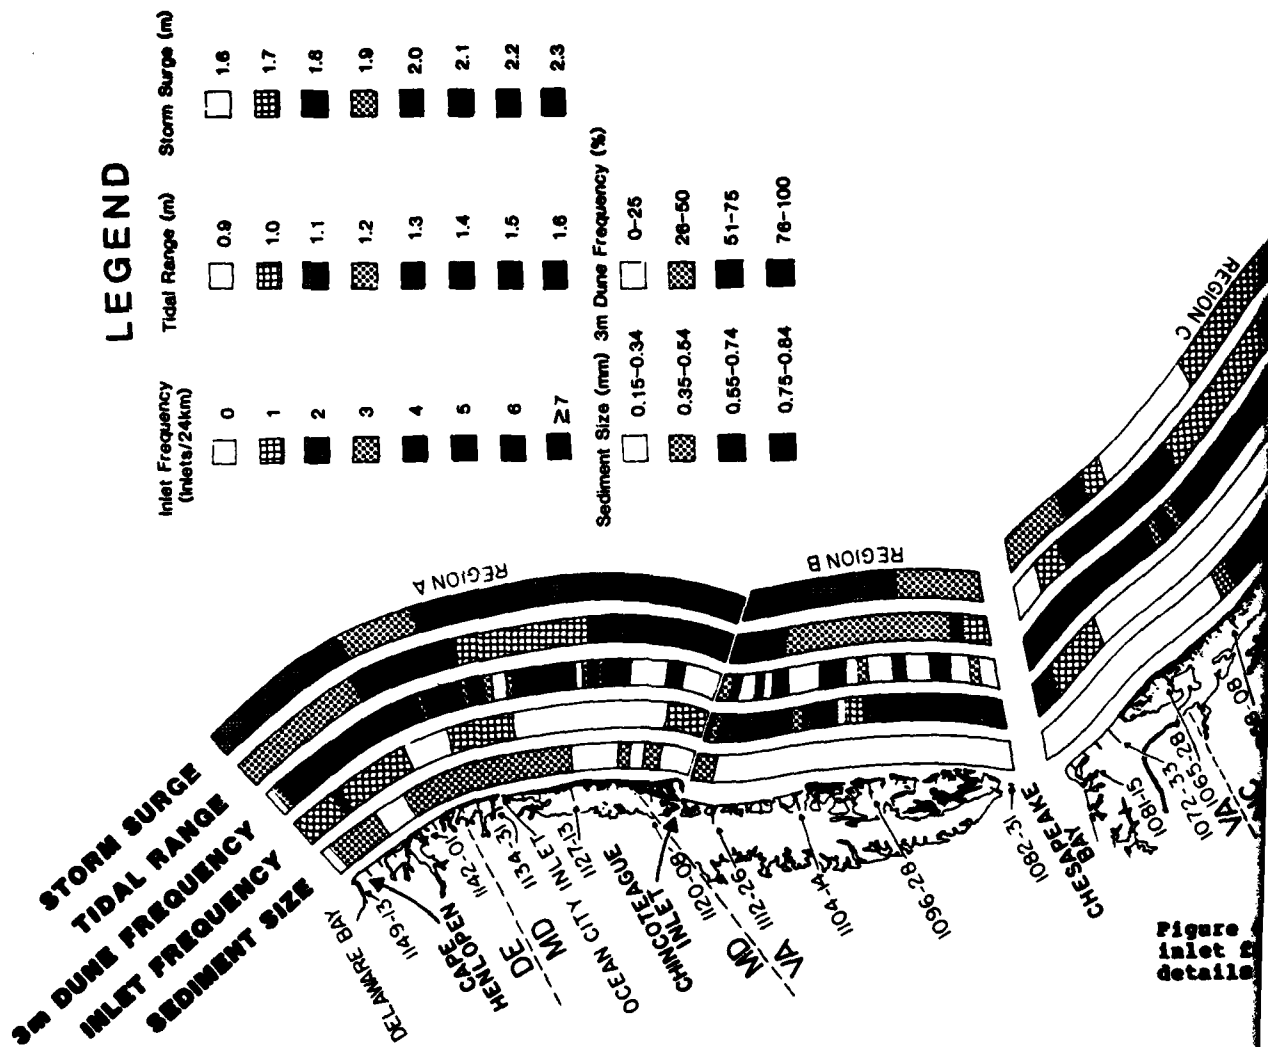 LEGEND
Inlet Frequency
(Inlets/24km)
0
1
2
3
4
5
6
≥7
Tidal Range (m)
0.9
1.0
1.1
1.2
1.3
1.4
1.5
1.6
Storm Surge (m)
1.6
1.7
1.8
1.9
2.0
2.1
2.2
2.3
Sediment Size (mm)
0.15-0.34
0.35-0.54
0.55-0.74
0.75-0.84
3m Dune Frequency (%)
0-25
26-50
51-75
76-100
STORM SURGE
TIDAL RANGE
3m DUNE FREQUENCY
INLET FREQUENCY
SEDIMENT SIZE
REGION A
REGION B
REGION C
DELAWARE BAY
1149-13
CAPE
HENLOPEN
1142-01
DE
MD
1134-31
OCEAN CITY INLET
1127-13
CHINCOTEAGUE
INLET
1120-08
MD
VA
1112-26
1104-14
1096-28
1082-31
CHESAPEAKE
BAY
1081-15
1072-33
1065-28
VA
NC
Figure
inlet
details